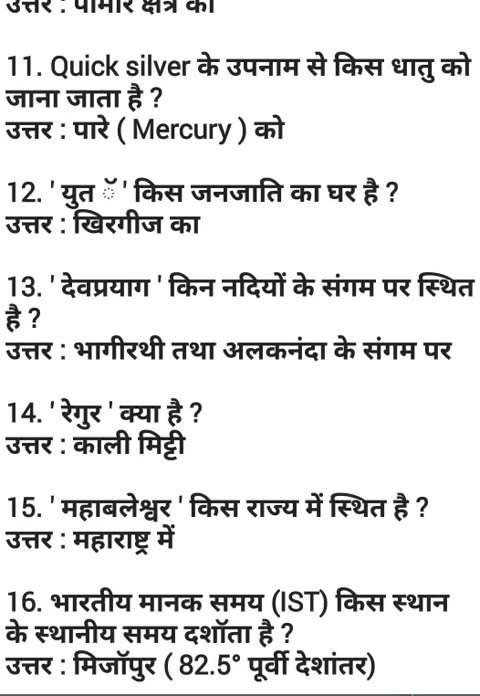 उत्तर : पामीर क्षेत्र को
11. Quick silver के उपनाम से किस धातु को
जाना जाता है ?
उत्तर : पारे ( Mercury ) को
12. ' युत ॅ ' किस जनजाति का घर है ?
उत्तर : खिरगीज का
13. ' देवप्रयाग ' किन नदियों के संगम पर स्थित
है ?
उत्तर : भागीरथी तथा अलकनंदा के संगम पर
14. ' रेगुर ' क्या है ?
उत्तर : काली मिट्टी
15. ' महाबलेश्वर ' किस राज्य में स्थित है ?
उत्तर : महाराष्ट्र में
16. भारतीय मानक समय (IST) किस स्थान
के स्थानीय समय दर्शाॅता है ?
उत्तर : मिजाॅपुर ( 82.5° पूर्वी देशांतर)